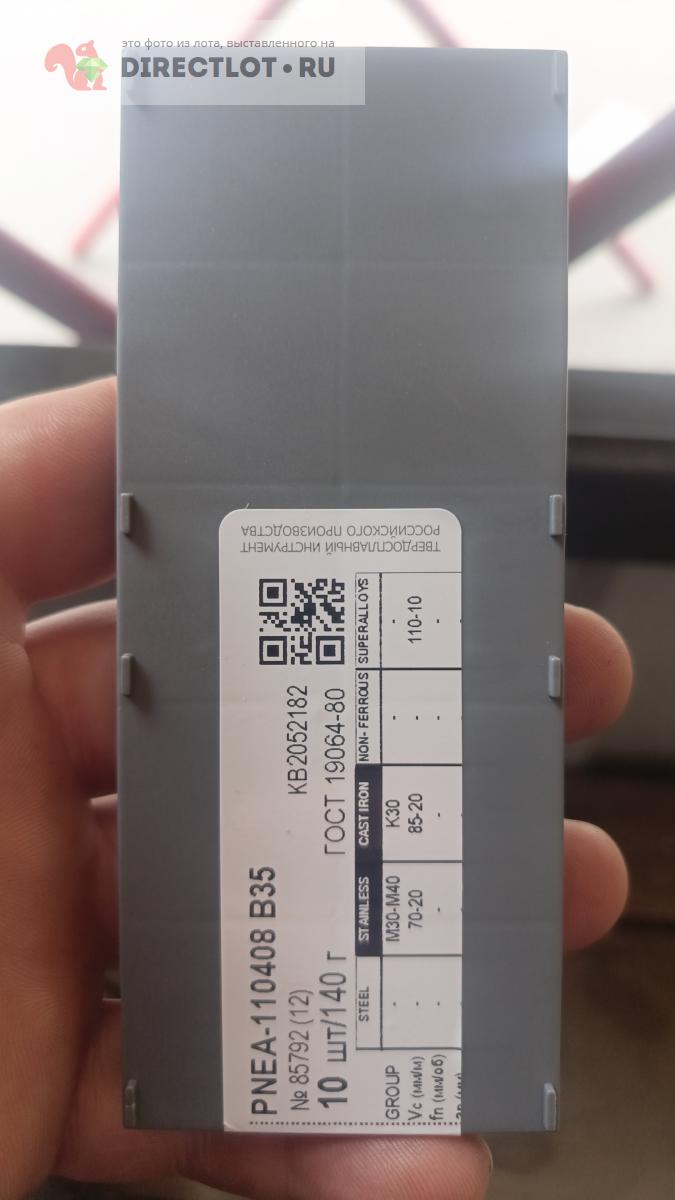 это фото из лота, выставленного на
DIRECTLOT•RU
PNEA-110408 B35
№ 85792 (12)
КВ2052182
10 шт/140 г
ГОСТ 19064-80
ТВЕРДОСПЛАВНЫЙ ИНСТРУМЕНТ
РОССИЙСКОГО ПРОИЗВОДСТВА
STEEL STAINLESS CAST IRON NON-FERROUS SUPERALLOYS
GROUP - M30-M40 K30 - -
Vc (мм/м) - 70-20 85-20 - 110-10
fn (мм/об) - - - - -